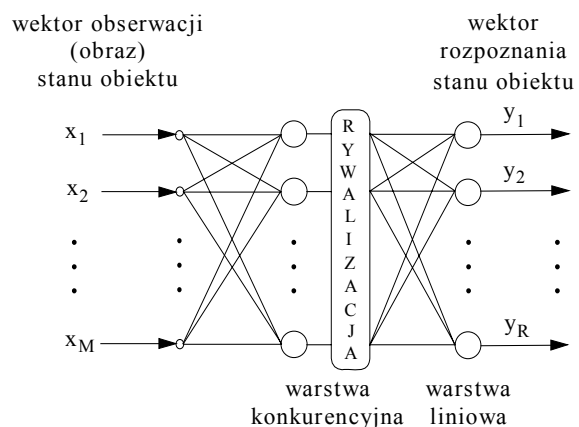 wektor obserwacji
(obraz)
stanu obiektu
wektor
rozpoznania
stanu obiektu
x1
x2
xM
RYWALIZACJA
y1
y2
yR
warstwa
konkurencyjna
warstwa
liniowa